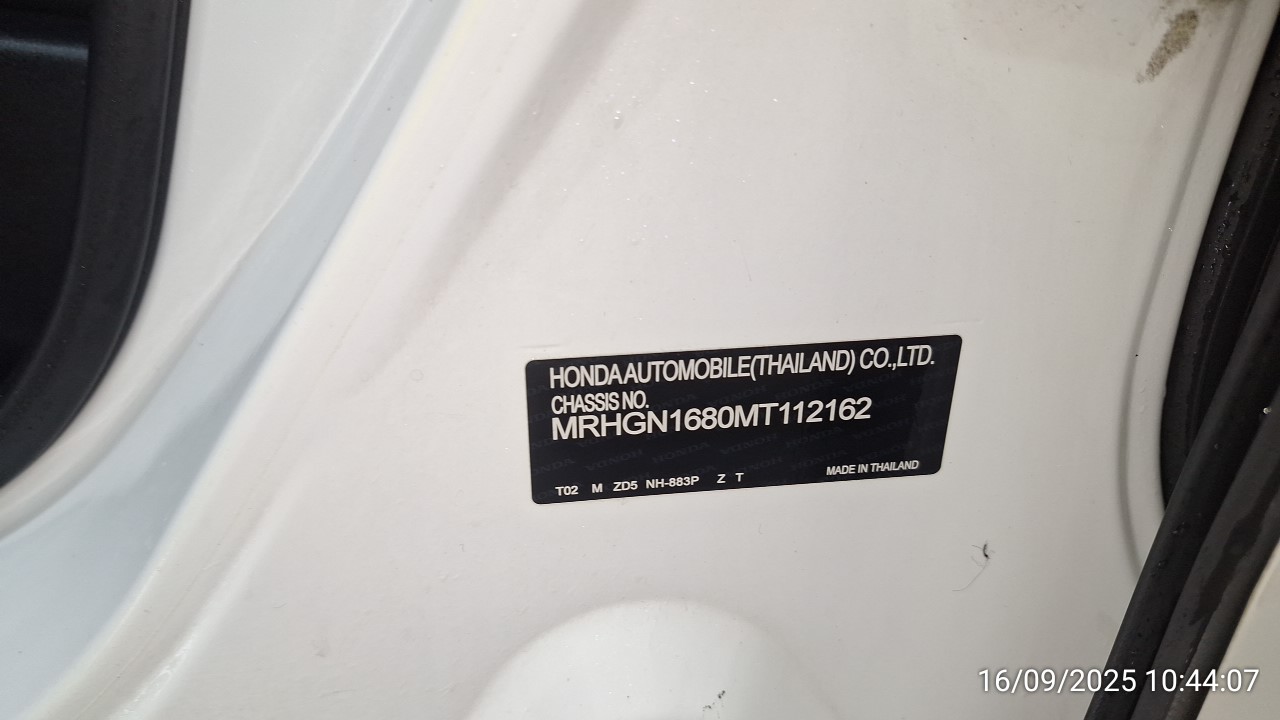 HONDA AUTOMOBILE(THAILAND) CO.,LTD.
CHASSIS NO.
MRHGN1680MT112162
T02 M ZD5 NH-883P Z T
MADE IN THAILAND
16/09/2025 10:44:07